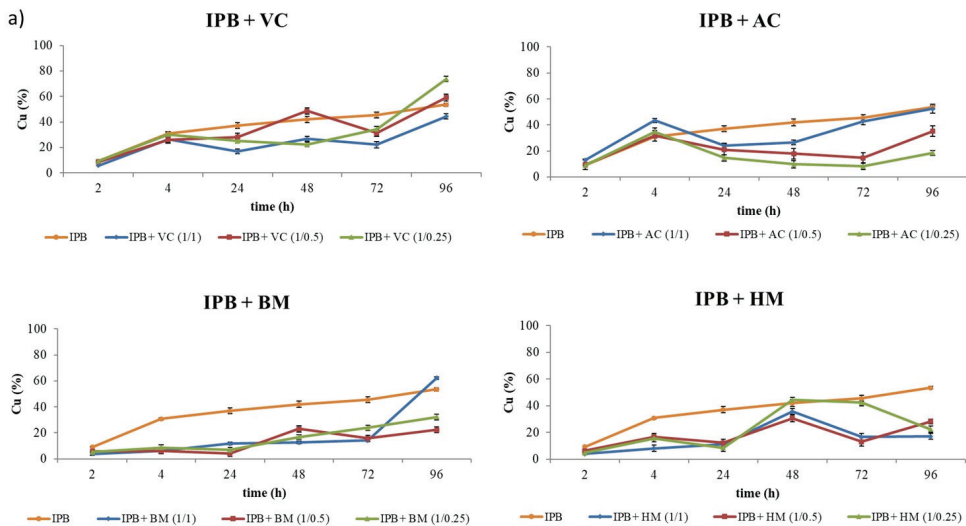 a)
IPB + VC
Cu (%)
100
80
60
40
20
0
2 4 24 48 72 96
time (h)
IPB IPB+ VC (1/1) IPB+ VC (1/0.5) IPB+ VC (1/0.25)
IPB + AC
Cu (%)
100
80
60
40
20
0
2 4 24 48 72 96
time (h)
IPB IPB+ AC (1/1) IPB+ AC (1/0.5) IPB+ AC (1/0.25)
IPB + BM
Cu (%)
100
80
60
40
20
0
2 4 24 48 72 96
time (h)
IPB IPB+ BM (1/1) IPB+ BM (1/0.5) IPB+ BM (1/0.25)
IPB + HM
Cu (%)
100
80
60
40
20
0
2 4 24 48 72 96
time (h)
IPB IPB+ HM (1/1) IPB+ HM (1/0.5) IPB+ HM (1/0.25)